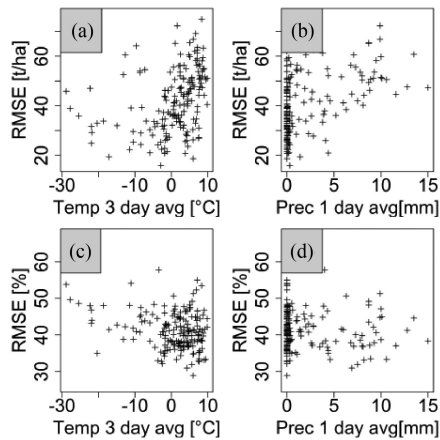 (a) (b)
RMSE [t/ha] 20 40 60
-30 -20 -10 0 10
Temp 3 day avg [°C]
RMSE [t/ha] 20 40 60
0 5 10 15
Prec 1 day avg[mm]
(c) (d)
RMSE [%] 30 40 50 60
-30 -20 -10 0 10
Temp 3 day avg [°C]
RMSE [%] 30 40 50 60
0 5 10 15
Prec 1 day avg[mm]